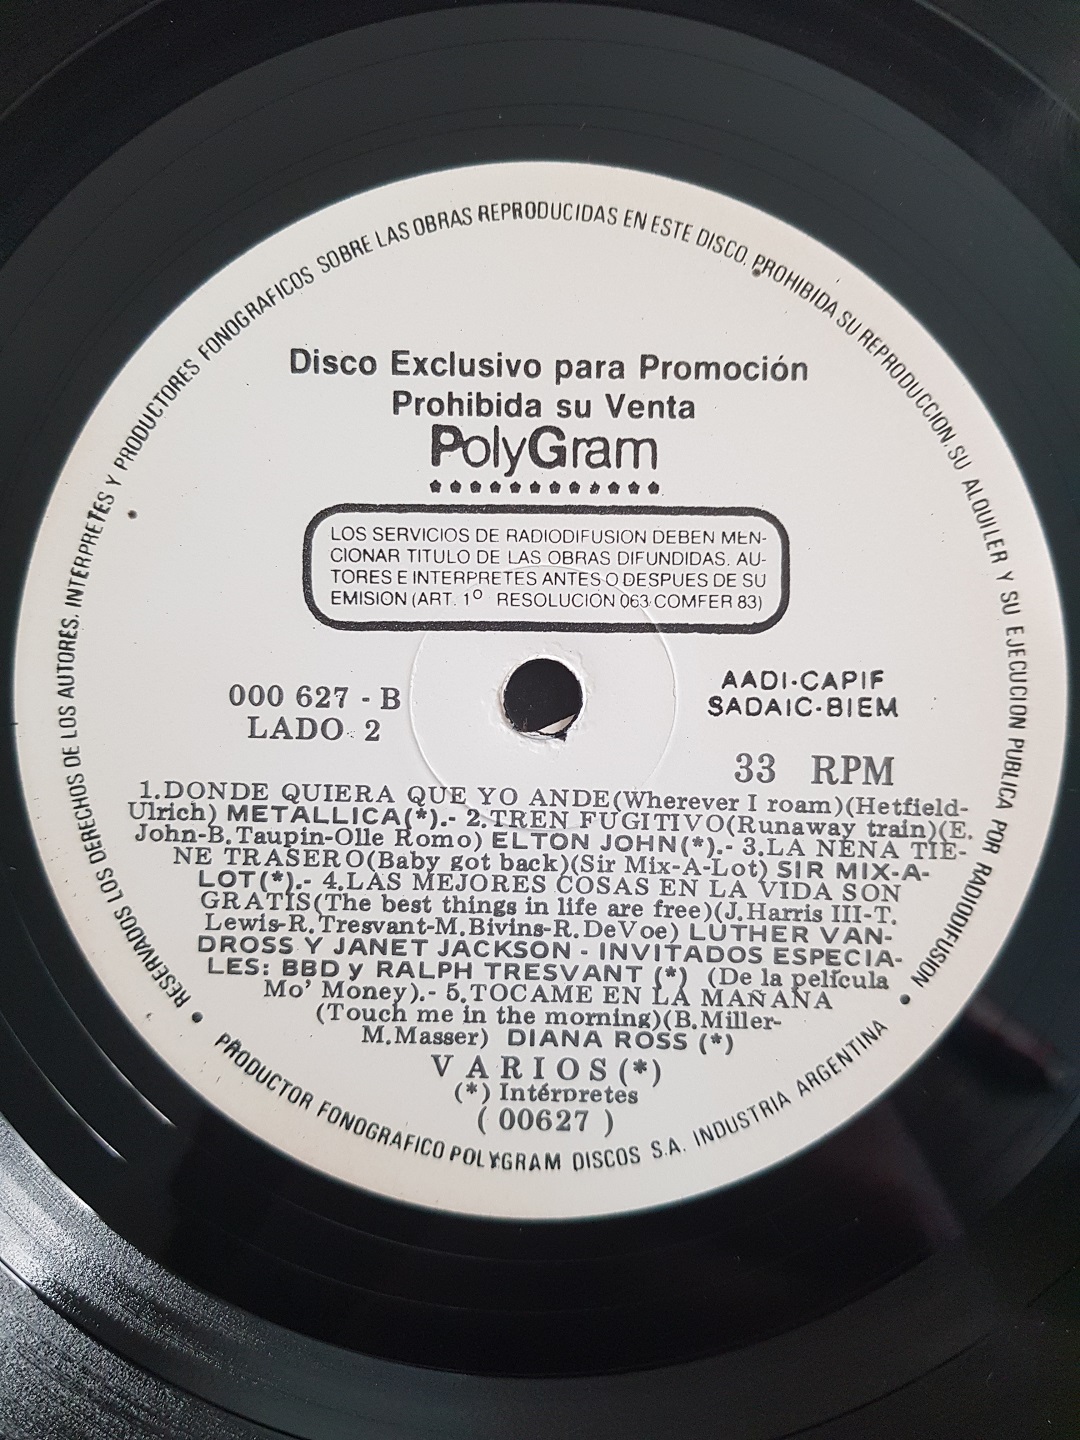 RESERVADOS LOS DERECHOS DE LOS AUTORES. INTERPRETES Y PRODUCTORES FONOGRAFICOS SOBRE LAS OBRAS REPRODUCIDAS EN ESTE DISCO. PROHIBIDA SU REPRODUCCION. SU ALQUILER Y SU EJECUCION PUBLICA POR RADIODIFUSION
Disco Exclusivo para Promoción
Prohibida su Venta
PolyGram
LOS SERVICIOS DE RADIODIFUSION DEBEN MEN-
CIONAR TITULO DE LAS OBRAS DIFUNDIDAS. AU-
TORES E INTERPRETES ANTES O DESPUES DE SU
EMISION (ART. 1º RESOLUCION 063 COMFER 83)
000 627 - B
LADO 2
AADI-CAPIF
SADAIC-BIEM
33 RPM
1.DONDE QUIERA QUE YO ANDE(Wherever I roam)(Hetfield-
Ulrich) METALLICA(*).- 2.TREN FUGITIVO(Runaway train)(E.
John-B.Taupin-Olle Romo) ELTON JOHN(*).- 3.LA NENA TIE-
NE TRASERO(Baby got back)(Sir Mix-A-Lot) SIR MIX-A-
LOT(*).- 4.LAS MEJORES COSAS EN LA VIDA SON
GRATIS(The best things in life are free)(J.Harris III-T.
Lewis-R.Tresvant-M.Bivins-R.DeVoe) LUTHER VAN-
DROSS Y JANET JACKSON - INVITADOS ESPECIA-
LES: BBD y RALPH TRESVANT (*) (De la película
Mo' Money).- 5.TOCAME EN LA MAÑANA
(Touch me in the morning)(B.Miller-
M.Masser) DIANA ROSS (*)
VARIOS(*)
(*) Intérpretes
( 00627 )
PRODUCTOR FONOGRAFICO POLYGRAM DISCOS S.A. INDUSTRIA ARGENTINA